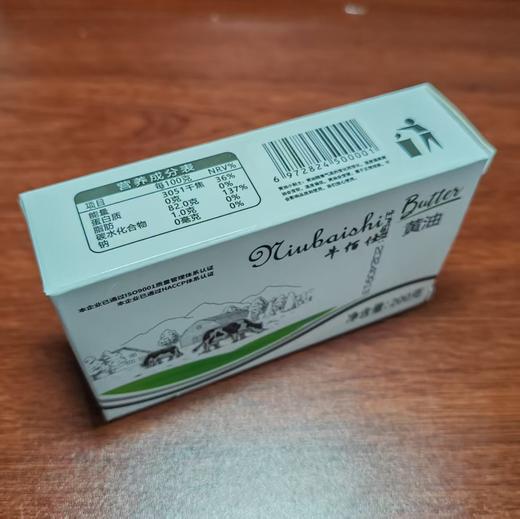 营养成分表
项目 每100克 NRV%
能量 3051千焦 36%
蛋白质 0克 0%
脂肪 82.0克 137%
碳水化合物 1.0克 0%
钠 0毫克 0%
6 972824 500001
本企业已通过ISO9001质量管理体系认证
本企业已通过HACCP体系认证
Niubaishi
牛佰仕
Butter
黄油
净含量:200克